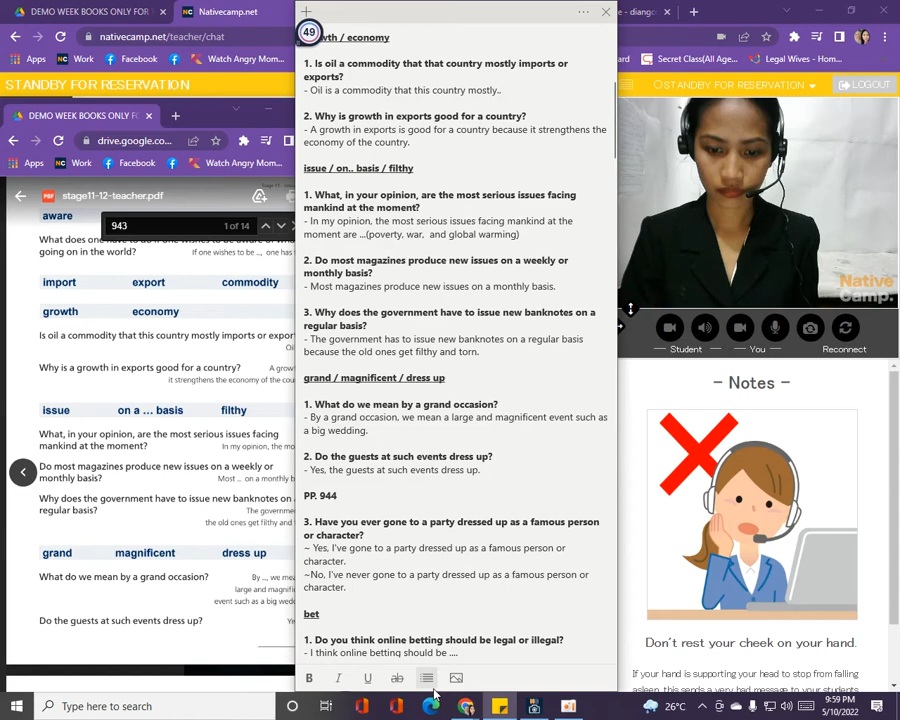 DEMO WEEK BOOKS ONLY FO
Nativecamp.net
nativecamp.net/teacher/chat
Apps
Work
Facebook
Watch Angry Mom...
Secret Class(All Age...
Legal Wives - Home...
STANDBY FOR RESERVATION
STANDBY FOR RESERVATION
LOGOUT
DEMO WEEK BOOKS ONLY FO
drive.google.co...
Apps
Work
Facebook
Watch Angry Mom...
stage11-12-teacher.pdf
943
1 of 14
aware
What does one
going on in the world?
If one wishes to be ..., one has
import export commodity
growth economy
Is oil a commodity that this country mostly imports or expor
Why is a growth in exports good for a country?
it strengthens the economy of the cou
issue on a … basis filthy
What, in your opinion, are the most serious issues facing
mankind at the moment?
In my opinion, the mos
Do most magazines produce new issues on a weekly or
monthly basis?
Most ... on a monthly b
Why does the government have to issue new banknotes on
regular basis?
The governme
the old ones get filthy and t
grand magnificent dress up
What do we mean by a grand occasion?
By ..., we mea
large and magnificent
event such as a big wedd
Do the guests at such events dress up?
49
wth / economy
1. Is oil a commodity that that country mostly imports or
exports?
- Oil is a commodity that this country mostly..
2. Why is growth in exports good for a country?
- A growth in exports is good for a country because it strengthens the
economy of the country.
issue / on.. basis / filthy
1. What, in your opinion, are the most serious issues facing
mankind at the moment?
- In my opinion, the most serious issues facing mankind at the
moment are ...(poverty, war,  and global warming)
2. Do most magazines produce new issues on a weekly or
monthly basis?
- Most magazines produce new issues on a monthly basis.
3. Why does the government have to issue new banknotes on a
regular basis?
- The government has to issue new banknotes on a regular basis
because the old ones get filthy and torn.
grand / magnificent / dress up
1. What do we mean by a grand occasion?
- By a grand occasion, we mean a large and magnificent event such as
a big wedding.
2. Do the guests at such events dress up?
- Yes, the guests at such events dress up.
PP. 944
3. Have you ever gone to a party dressed up as a famous person
or character?
~ Yes, I've gone to a party dressed up as a famous person or
character.
~No, I've never gone to a party dressed up as a famous person or
character.
bet
1. Do you think online betting should be legal or illegal?
- I think online betting should be ....
B I U ab
Native
Camp.
Student
You
Reconnect
- Notes -
Don't rest your cheek on your hand.
If your hand is supporting your head to stop from falling
asleep, this sends a very bad message to your students
Type here to search
26°C
9:59 PM
5/10/2022